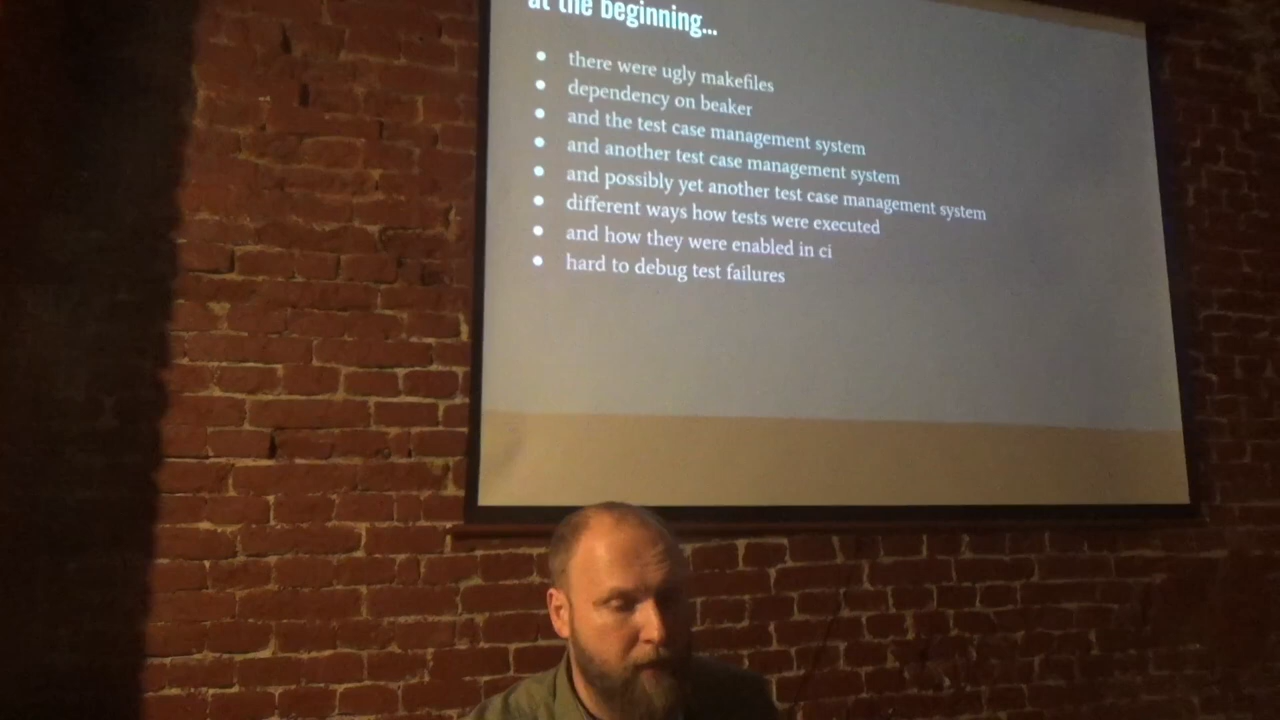 at the beginning...
there were ugly makefiles
dependency on beaker
and the test case management system
and another test case management system
and possibly yet another test case management system
different ways how tests were executed
and how they were enabled in ci
hard to debug test failures